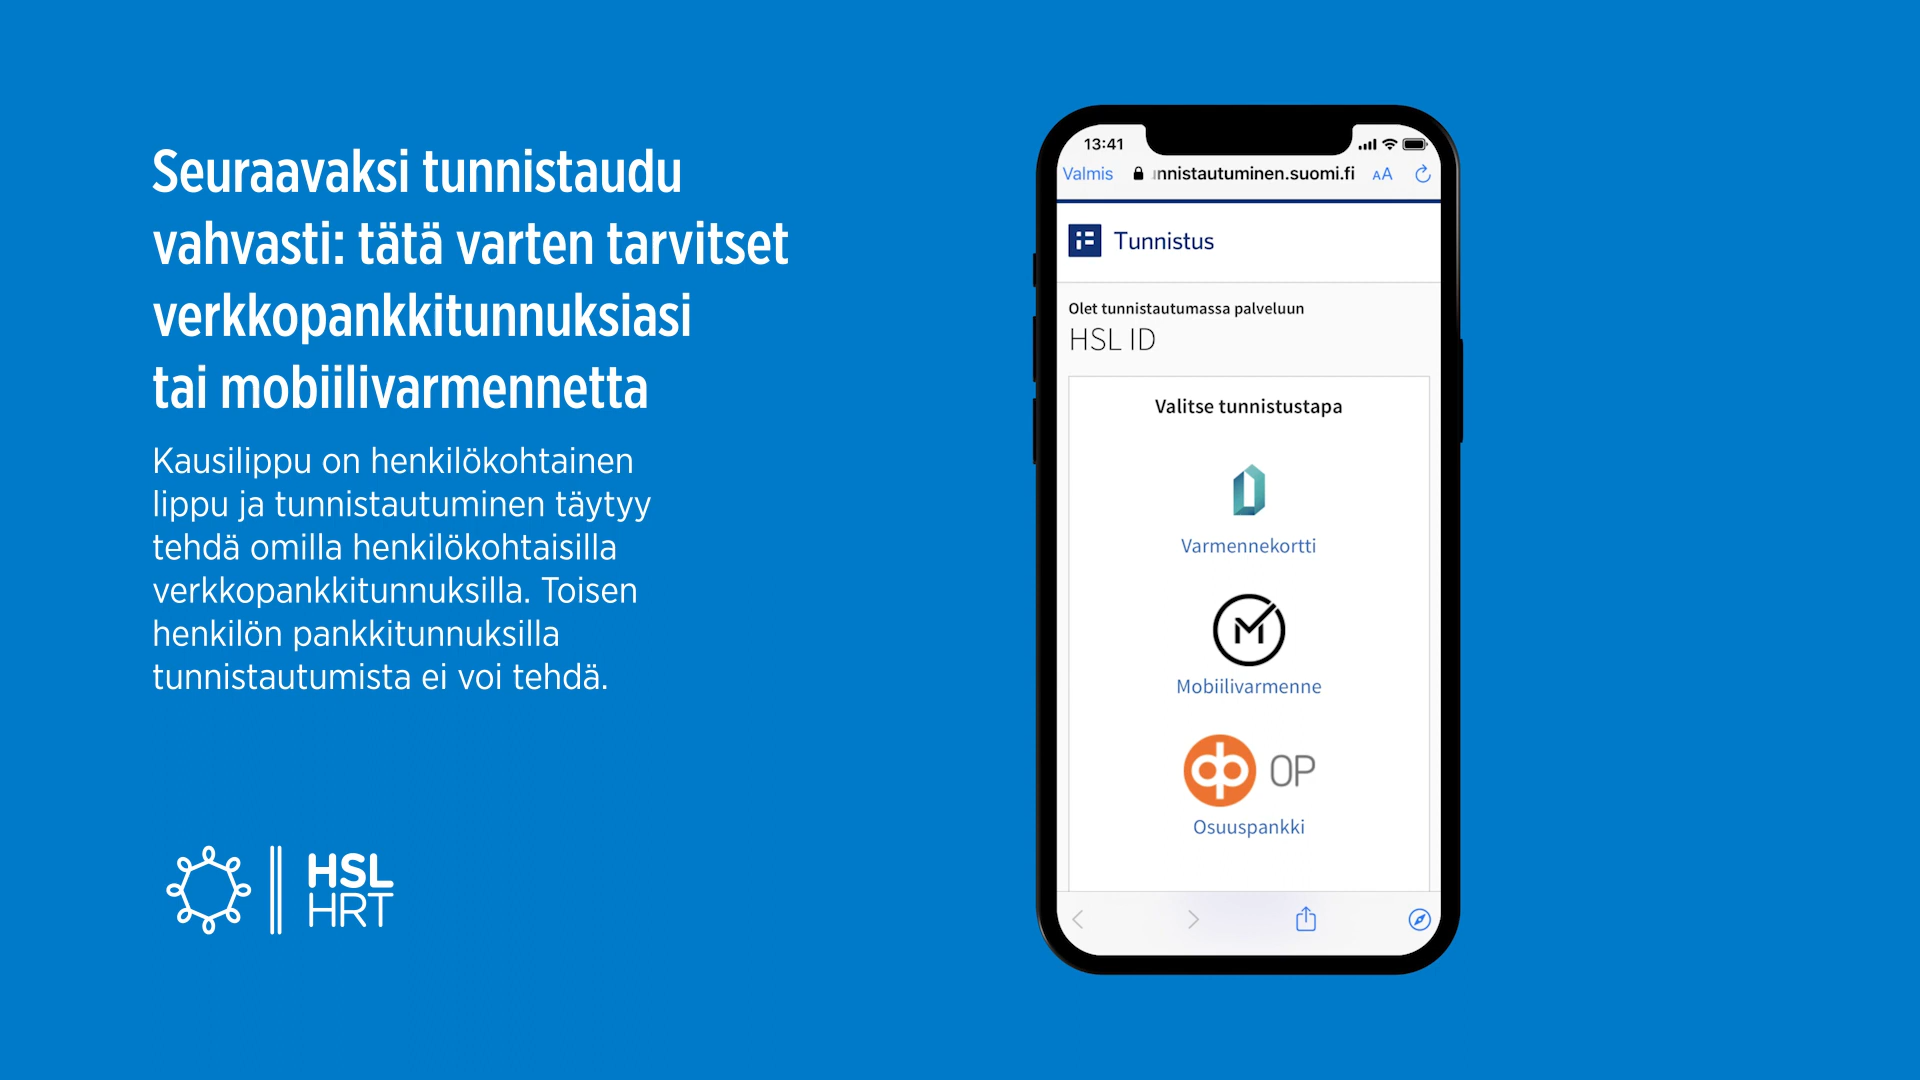 Seuraavaksi tunnistaudu
vahvasti: tätä varten tarvitset
verkkopankkitunnuksiasi
tai mobiilivarmennetta
Kausilippu on henkilökohtainen
lippu ja tunnistautuminen täytyy
tehdä omilla henkilökohtaisilla
verkkopankkitunnuksilla. Toisen
henkilön pankkitunnuksilla
tunnistautumista ei voi tehdä.
HSL
HRT
13:41
Valmis nnistautuminen.suomi.fi AA
Tunnistus
Olet tunnistautumassa palveluun
HSL ID
Valitse tunnistustapa
Varmennekortti
M
Mobiilivarmenne
OP
Osuuspankki